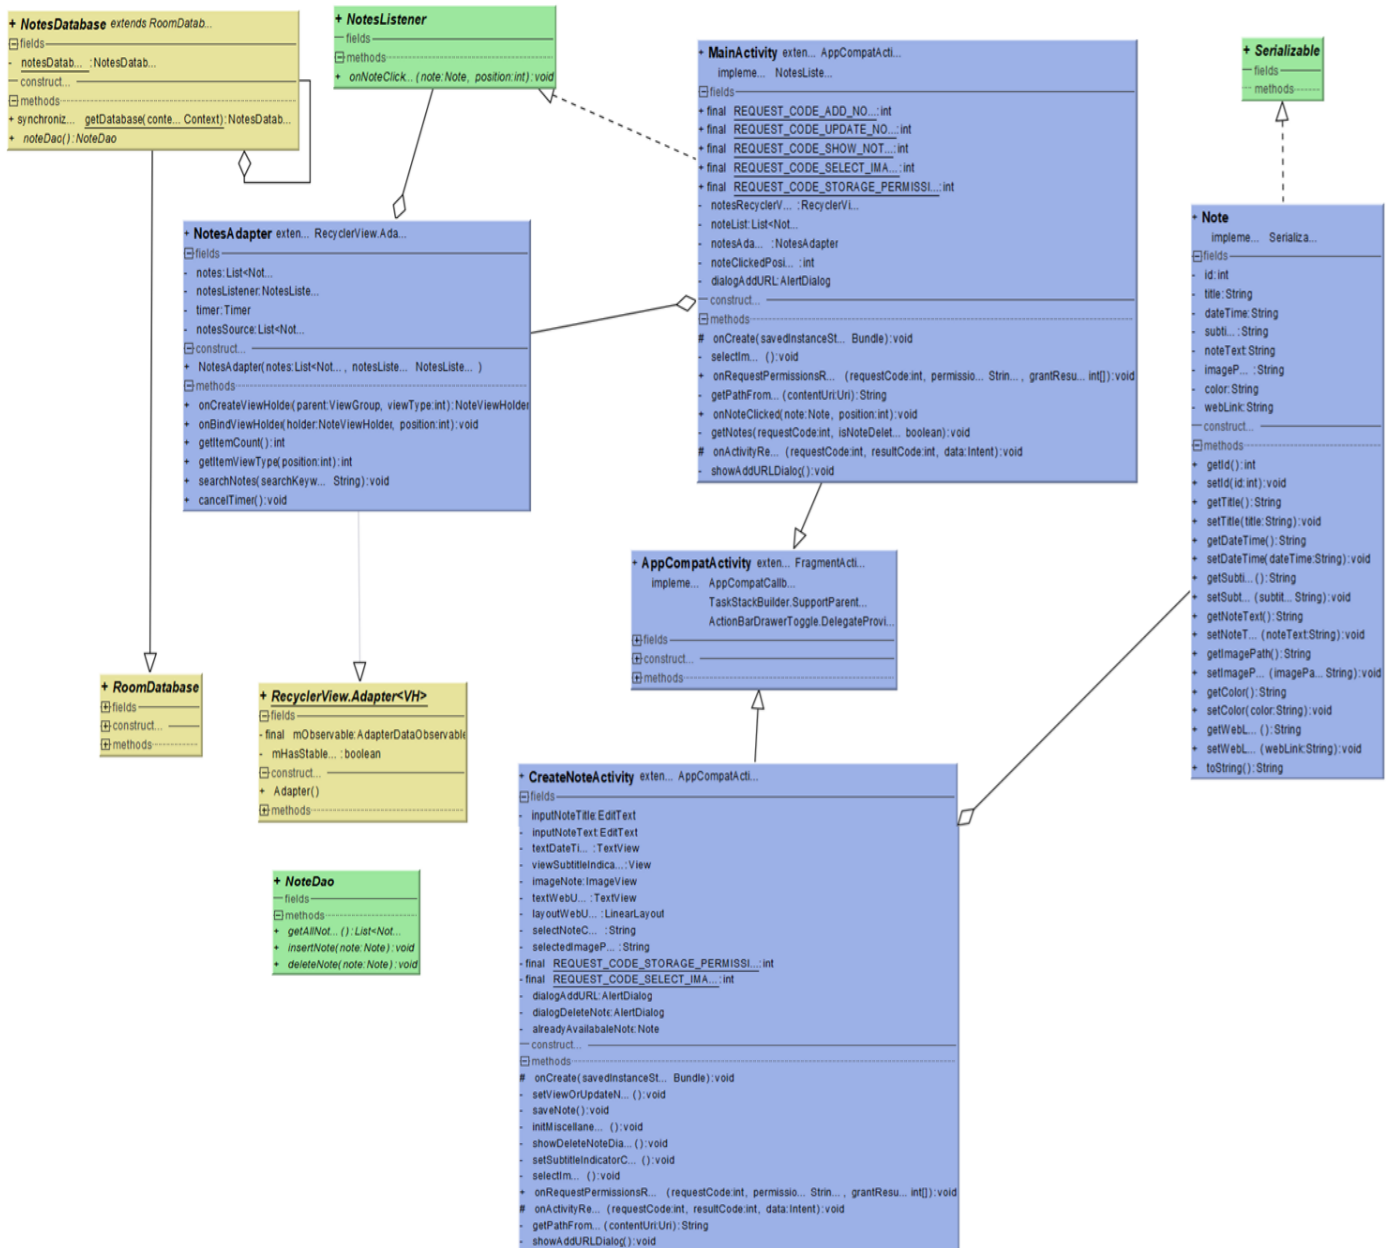 + NotesDatabase extends RoomDatab...
fields
- notesDatab... :NotesDatab...
construct...
methods
+ synchroniz... getDatabase(conte... Context):NotesDatab...
+ noteDao():NoteDao
+ NotesListener
fields
methods
+ onNoteClick... (note:Note, position:int):void
+ MainActivity exten... AppCompatActi...
impleme... NotesListe...
fields
+ final REQUEST_CODE_ADD_NO...:int
+ final REQUEST_CODE_UPDATE_NO...:int
+ final REQUEST_CODE_SHOW_NOT...:int
+ final REQUEST_CODE_SELECT_IMA...:int
+ final REQUEST_CODE_STORAGE_PERMISSI...:int
- notesRecyclerV... :RecyclerVi...
- noteList:List<Not...
- notesAda... :NotesAdapter
- noteClickedPosi... :int
- dialogAddURL:AlertDialog
construct...
methods
# onCreate(savedInstanceSt... Bundle):void
- selectIm... ():void
+ onRequestPermissionsR... (requestCode:int, permissio... Strin... , grantResu... int[]):void
- getPathFrom... (contentUri:Uri):String
+ onNoteClicked(note:Note, position:int):void
- getNotes(requestCode:int, isNoteDelet... boolean):void
# onActivityRe... (requestCode:int, resultCode:int, data:Intent):void
- showAddURLDialog():void
+ Serializable
fields
methods
+ NotesAdapter exten... RecyclerView.Ada...
fields
- notes:List<Not...
- notesListener:NotesListe...
- timer:Timer
- notesSource:List<Not...
construct...
+ NotesAdapter(notes:List<Not... , notesListe... NotesListe... )
methods
+ onCreateViewHolder(parent:ViewGroup, viewType:int):NoteViewHolder
+ onBindViewHolder(holder:NoteViewHolder, position:int):void
+ getItemCount():int
+ getItemViewType(position:int):int
+ searchNotes(searchKeyw... String):void
+ cancelTimer():void
+ Note
impleme... Serializa...
fields
- id:int
- title:String
- dateTime:String
- subti... :String
- noteText:String
- imageP... :String
- color:String
- webLink:String
construct...
methods
+ getId():int
+ setId(id:int):void
+ getTitle():String
+ setTitle(title:String):void
+ getDateTime():String
+ setDateTime(dateTime:String):void
+ getSubti... ():String
+ setSubt... (subtit... String):void
+ getNoteText():String
+ setNoteT... (noteText:String):void
+ getImagePath():String
+ setImageP... (imagePa... String):void
+ getColor():String
+ setColor(color:String):void
+ getWebL... ():String
+ setWebL... (webLink:String):void
+ toString():String
+ AppCompatActivity exten... FragmentActi...
impleme... AppCompatCallb...
TaskStackBuilder.SupportParent...
ActionBarDrawerToggle.DelegateProvi...
fields
construct...
methods
+ RoomDatabase
fields
construct...
methods
+ RecyclerView.Adapter<VH>
fields
- final mObservable:AdapterDataObservable
- mHasStable... :boolean
construct...
+ Adapter()
methods
+ NoteDao
fields
methods
+ getAllNot... ():List<Not...
+ insertNote(note:Note):void
+ deleteNote(note:Note):void
+ CreateNoteActivity exten... AppCompatActi...
fields
- inputNoteTitle:EditText
- inputNoteText:EditText
- textDateTi... :TextView
- viewSubtitleIndica...:View
- imageNote:ImageView
- textWebU... :TextView
- layoutWebU... :LinearLayout
- selectNoteC... :String
- selectedImageP... :String
- final REQUEST_CODE_STORAGE_PERMISSI...:int
- final REQUEST_CODE_SELECT_IMA...:int
- dialogAddURL:AlertDialog
- dialogDeleteNote:AlertDialog
- alreadyAvailabaleNote:Note
construct...
methods
# onCreate(savedInstanceSt... Bundle):void
- setViewOrUpdateN... ():void
- saveNote():void
- initMiscellane... ():void
- showDeleteNoteDia... ():void
- setSubtitleIndicatorC... ():void
- selectIm... ():void
+ onRequestPermissionsR... (requestCode:int, permissio... Strin... , grantResu... int[]):void
# onActivityRe... (requestCode:int, resultCode:int, data:Intent):void
- getPathFrom... (contentUri:Uri):String
- showAddURLDialog():void